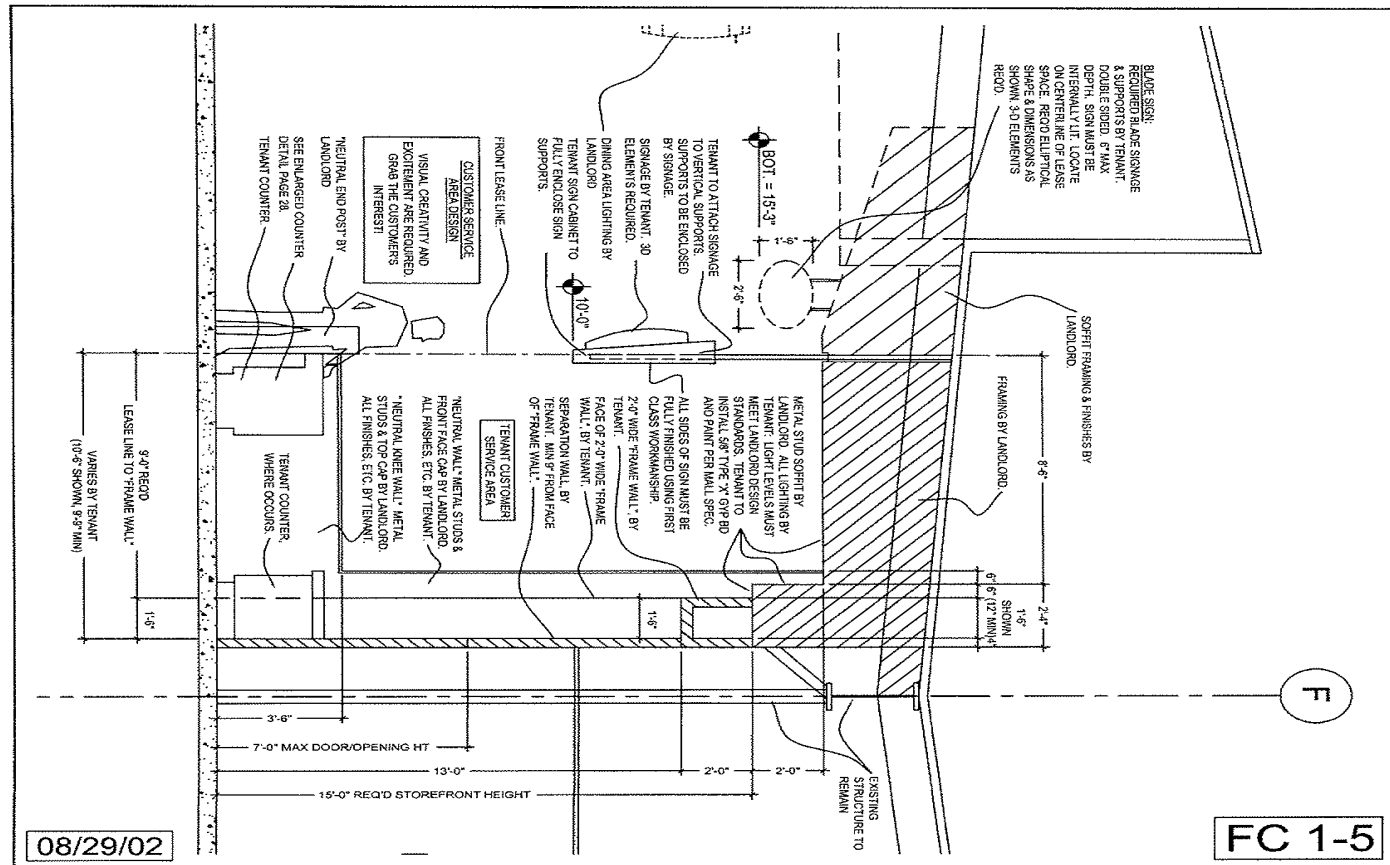 BLADE SIGN:
REQUIRED BLADE SIGNAGE
& SUPPORTS BY TENANT.
DOUBLE SIDED. 6" MAX
DEPTH. SIGN MUST BE
INTERNALLY LIT. LOCATE
ON CENTERLINE OF LEASE
SPACE. REQ'D ELLIPTICAL
SHAPE & DIMENSIONS AS
SHOWN. 3-D ELEMENTS
REQ'D.
SOFFIT FRAMING & FINISHES BY
LANDLORD.
FRAMING BY LANDLORD.
BOT. = 15'-3"
1'-6"
2'-6"
8'-6"
TENANT TO ATTACH SIGNAGE
TO VERTICAL SUPPORTS.
SUPPORTS TO BE ENCLOSED
BY SIGNAGE.
SIGNAGE BY TENANT. 3D
ELEMENTS REQUIRED.
DINING AREA LIGHTING BY
LANDLORD
TENANT SIGN CABINET TO
FULLY ENCLOSE SIGN
SUPPORTS.
10'-0"
FRONT LEASE LINE.
CUSTOMER SERVICE
AREA DESIGN
VISUAL CREATIVITY AND
EXCITEMENT ARE REQUIRED.
GRAB THE CUSTOMER'S
INTEREST!
"NEUTRAL END POST" BY
LANDLORD
SEE ENLARGED COUNTER
DETAIL PAGE 28.
TENANT COUNTER.
METAL STUD SOFFIT BY
LANDLORD. ALL LIGHTING BY
TENANT: LIGHT LEVELS MUST
MEET LANDLORD DESIGN
STANDARDS. TENANT TO
INSTALL 5/8" TYPE "X" GYP BD
AND PAINT PER MALL SPEC.
ALL SIDES OF SIGN MUST BE
FULLY FINISHED USING FIRST
CLASS WORKMANSHIP.
2'-0" WIDE "FRAME WALL", BY
TENANT.
FACE OF 2'-0" WIDE "FRAME
WALL", BY TENANT.
SEPARATION WALL, BY
TENANT. MIN 9" FROM FACE
OF "FRAME WALL".
TENANT CUSTOMER
SERVICE AREA
"NEUTRAL WALL" METAL STUDS &
FRONT FACE CAP BY LANDLORD.
ALL FINISHES, ETC. BY TENANT.
"NEUTRAL KNEE WALL" METAL
STUDS & TOP CAP BY LANDLORD.
ALL FINISHES, ETC. BY TENANT.
TENANT COUNTER,
WHERE OCCURS.
9'-0" REQ'D
LEASE LINE TO "FRAME WALL"
1'-6"
VARIES BY TENANT
(10'-6" SHOWN, 9'-9" MIN)
1'-6"
6"
6"
1'-6"
SHOWN
(12" MIN)
4"
2'-4"
F
3'-6"
7'-0" MAX DOOR/OPENING HT
13'-0"
2'-0"
2'-0"
15'-0" REQ'D STOREFRONT HEIGHT
EXISTING
STRUCTURE TO
REMAIN
08/29/02
FC 1-5